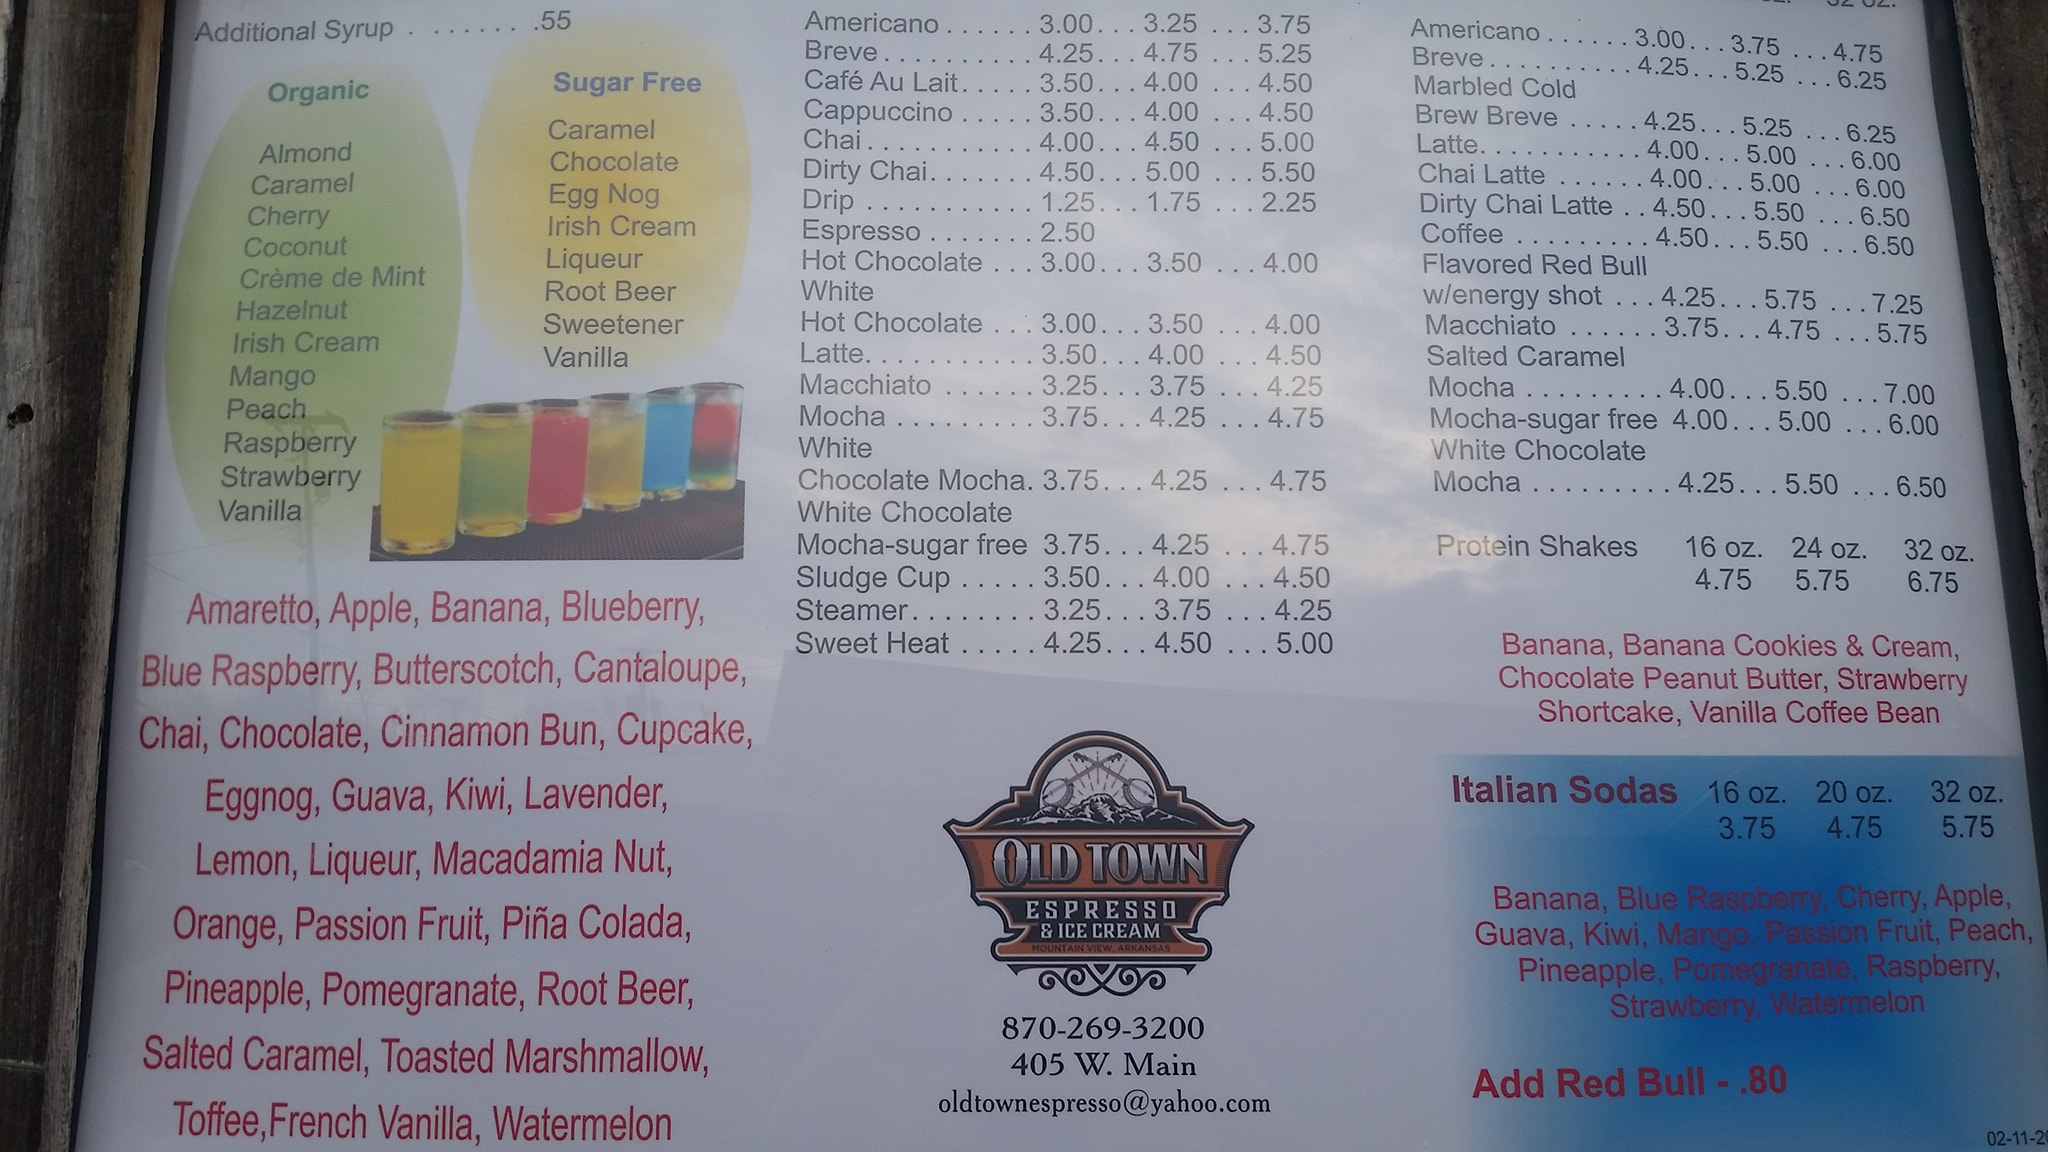 Additional Syrup . . . . . . . .55
Organic
Almond
Caramel
Cherry
Coconut
Crème de Mint
Hazelnut
Irish Cream
Mango
Peach
Raspberry
Strawberry
Vanilla
Sugar Free
Caramel
Chocolate
Egg Nog
Irish Cream
Liqueur
Root Beer
Sweetener
Vanilla
Amaretto, Apple, Banana, Blueberry,
Blue Raspberry, Butterscotch, Cantaloupe,
Chai, Chocolate, Cinnamon Bun, Cupcake,
Eggnog, Guava, Kiwi, Lavender,
Lemon, Liqueur, Macadamia Nut,
Orange, Passion Fruit, Piña Colada,
Pineapple, Pomegranate, Root Beer,
Salted Caramel, Toasted Marshmallow,
Toffee,French Vanilla, Watermelon
Americano . . . . . . 3.00. . . 3.25 . . . 3.75
Breve. . . . . . . . . . 4.25. . . 4.75 . . . 5.25
Café Au Lait. . . . . 3.50. . . 4.00 . . . 4.50
Cappuccino . . . . . 3.50. . . 4.00 . . . 4.50
Chai. . . . . . . . . . . 4.00. . . 4.50 . . . 5.00
Dirty Chai. . . . . . . 4.50. . . 5.00 . . . 5.50
Drip . . . . . . . . . . . 1.25. . . 1.75 . . . 2.25
Espresso . . . . . . . 2.50
Hot Chocolate . . . 3.00. . . 3.50 . . . 4.00
White
Hot Chocolate . . . 3.00. . . 3.50 . . . 4.00
Latte. . . . . . . . . . . 3.50. . . 4.00 . . . 4.50
Macchiato . . . . . . 3.25. . . 3.75 . . . 4.25
Mocha . . . . . . . . . 3.75. . . 4.25 . . . 4.75
White
Chocolate Mocha. 3.75. . . 4.25 . . . 4.75
White Chocolate
Mocha-sugar free 3.75. . . 4.25 . . . 4.75
Sludge Cup . . . . . 3.50. . . 4.00 . . . 4.50
Steamer. . . . . . . . 3.25. . . 3.75 . . . 4.25
Sweet Heat . . . . . 4.25. . . 4.50 . . . 5.00
OLD TOWN
ESPRESSO
& ICE CREAM
MOUNTAIN VIEW, ARKANSAS
870-269-3200
405 W. Main
oldtownespresso@yahoo.com
32 oz.
Americano . . . . . . 3.00. . . 3.75 . . . 4.75
Breve. . . . . . . . . . 4.25. . . 5.25 . . . 6.25
Marbled Cold
Brew Breve . . . . . 4.25. . . 5.25 . . . 6.25
Latte. . . . . . . . . . . 4.00. . . 5.00 . . . 6.00
Chai Latte . . . . . . 4.00. . . 5.00 . . . 6.00
Dirty Chai Latte . . 4.50. . . 5.50 . . . 6.50
Coffee . . . . . . . . . 4.50. . . 5.50 . . . 6.50
Flavored Red Bull
w/energy shot . . . 4.25. . . 5.75 . . . 7.25
Macchiato . . . . . . 3.75. . . 4.75 . . . 5.75
Salted Caramel
Mocha . . . . . . . . . 4.00. . . 5.50 . . . 7.00
Mocha-sugar free 4.00. . . 5.00 . . . 6.00
White Chocolate
Mocha . . . . . . . . . 4.25. . . 5.50 . . . 6.50
Protein Shakes 16 oz. 24 oz. 32 oz.
4.75 5.75 6.75
Banana, Banana Cookies & Cream,
Chocolate Peanut Butter, Strawberry
Shortcake, Vanilla Coffee Bean
Italian Sodas 16 oz. 20 oz. 32 oz.
3.75 4.75 5.75
Banana, Blue Raspberry, Cherry, Apple,
Guava, Kiwi, Mango, Passion Fruit, Peach,
Pineapple, Pomegranate, Raspberry,
Strawberry, Watermelon
Add Red Bull - .80
02-11-20